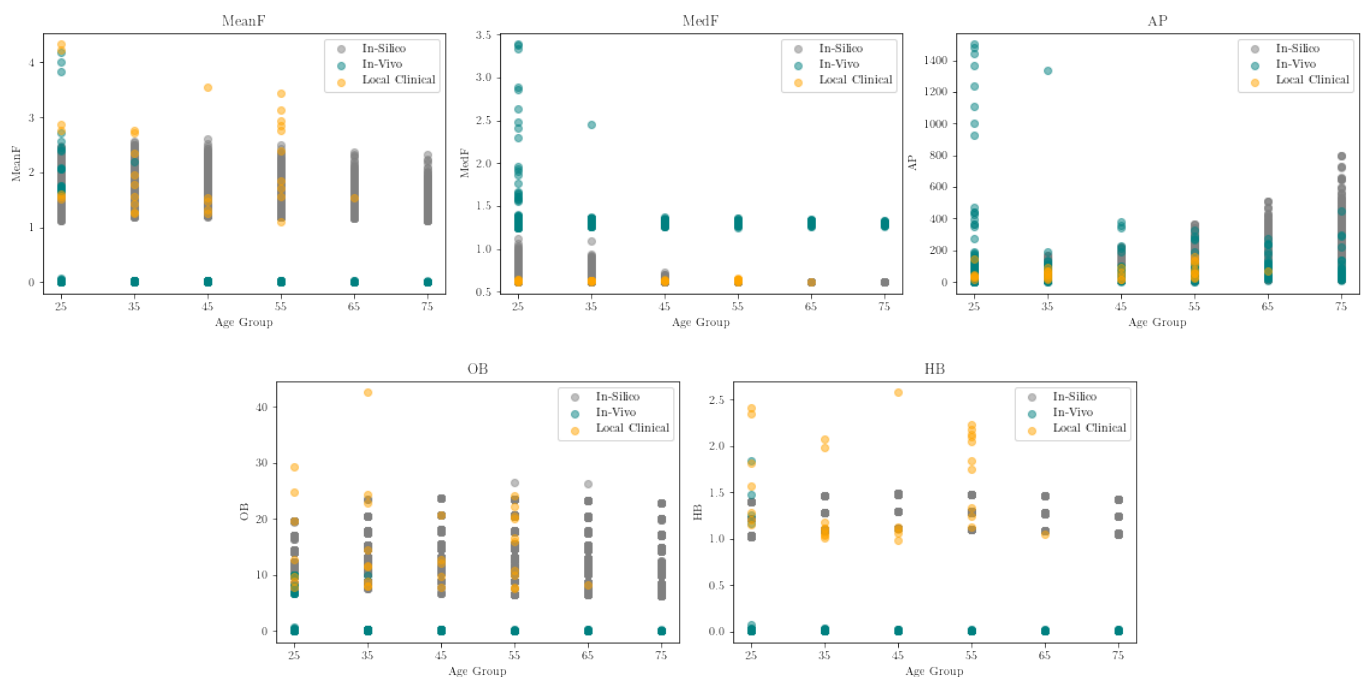 MeanF
MeanF
4
3
2
1
0
In-Silico
In-Vivo
Local Clinical
25 35 45 55 65 75
Age Group
MedF
MedF
3.5
3.0
2.5
2.0
1.5
1.0
0.5
In-Silico
In-Vivo
Local Clinical
25 35 45 55 65 75
Age Group
AP
AP
1400
1200
1000
800
600
400
200
0
In-Silico
In-Vivo
Local Clinical
25 35 45 55 65 75
Age Group
OB
OB
40
30
20
10
0
In-Silico
In-Vivo
Local Clinical
25 35 45 55 65 75
Age Group
HB
HB
2.5
2.0
1.5
1.0
0.5
0.0
In-Silico
In-Vivo
Local Clinical
25 35 45 55 65 75
Age Group